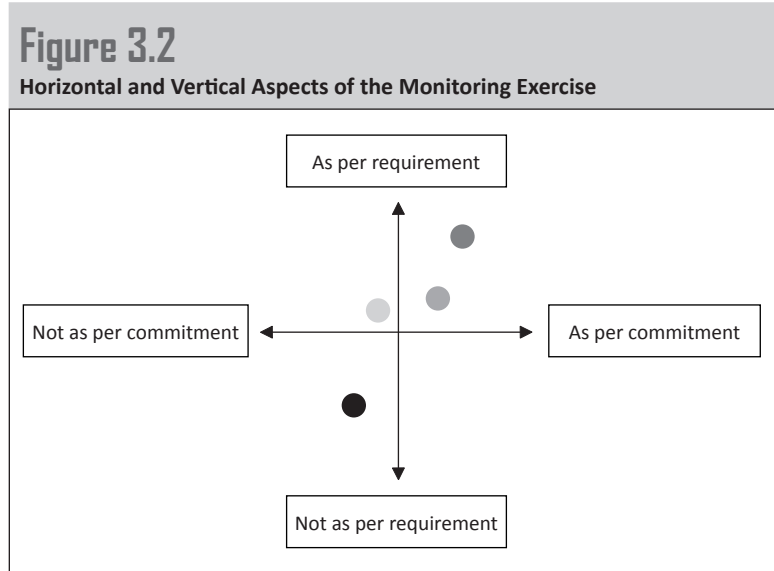 Figure 3.2
Horizontal and Vertical Aspects of the Monitoring Exercise
As per requirement
Not as per commitment
As per commitment
Not as per requirement